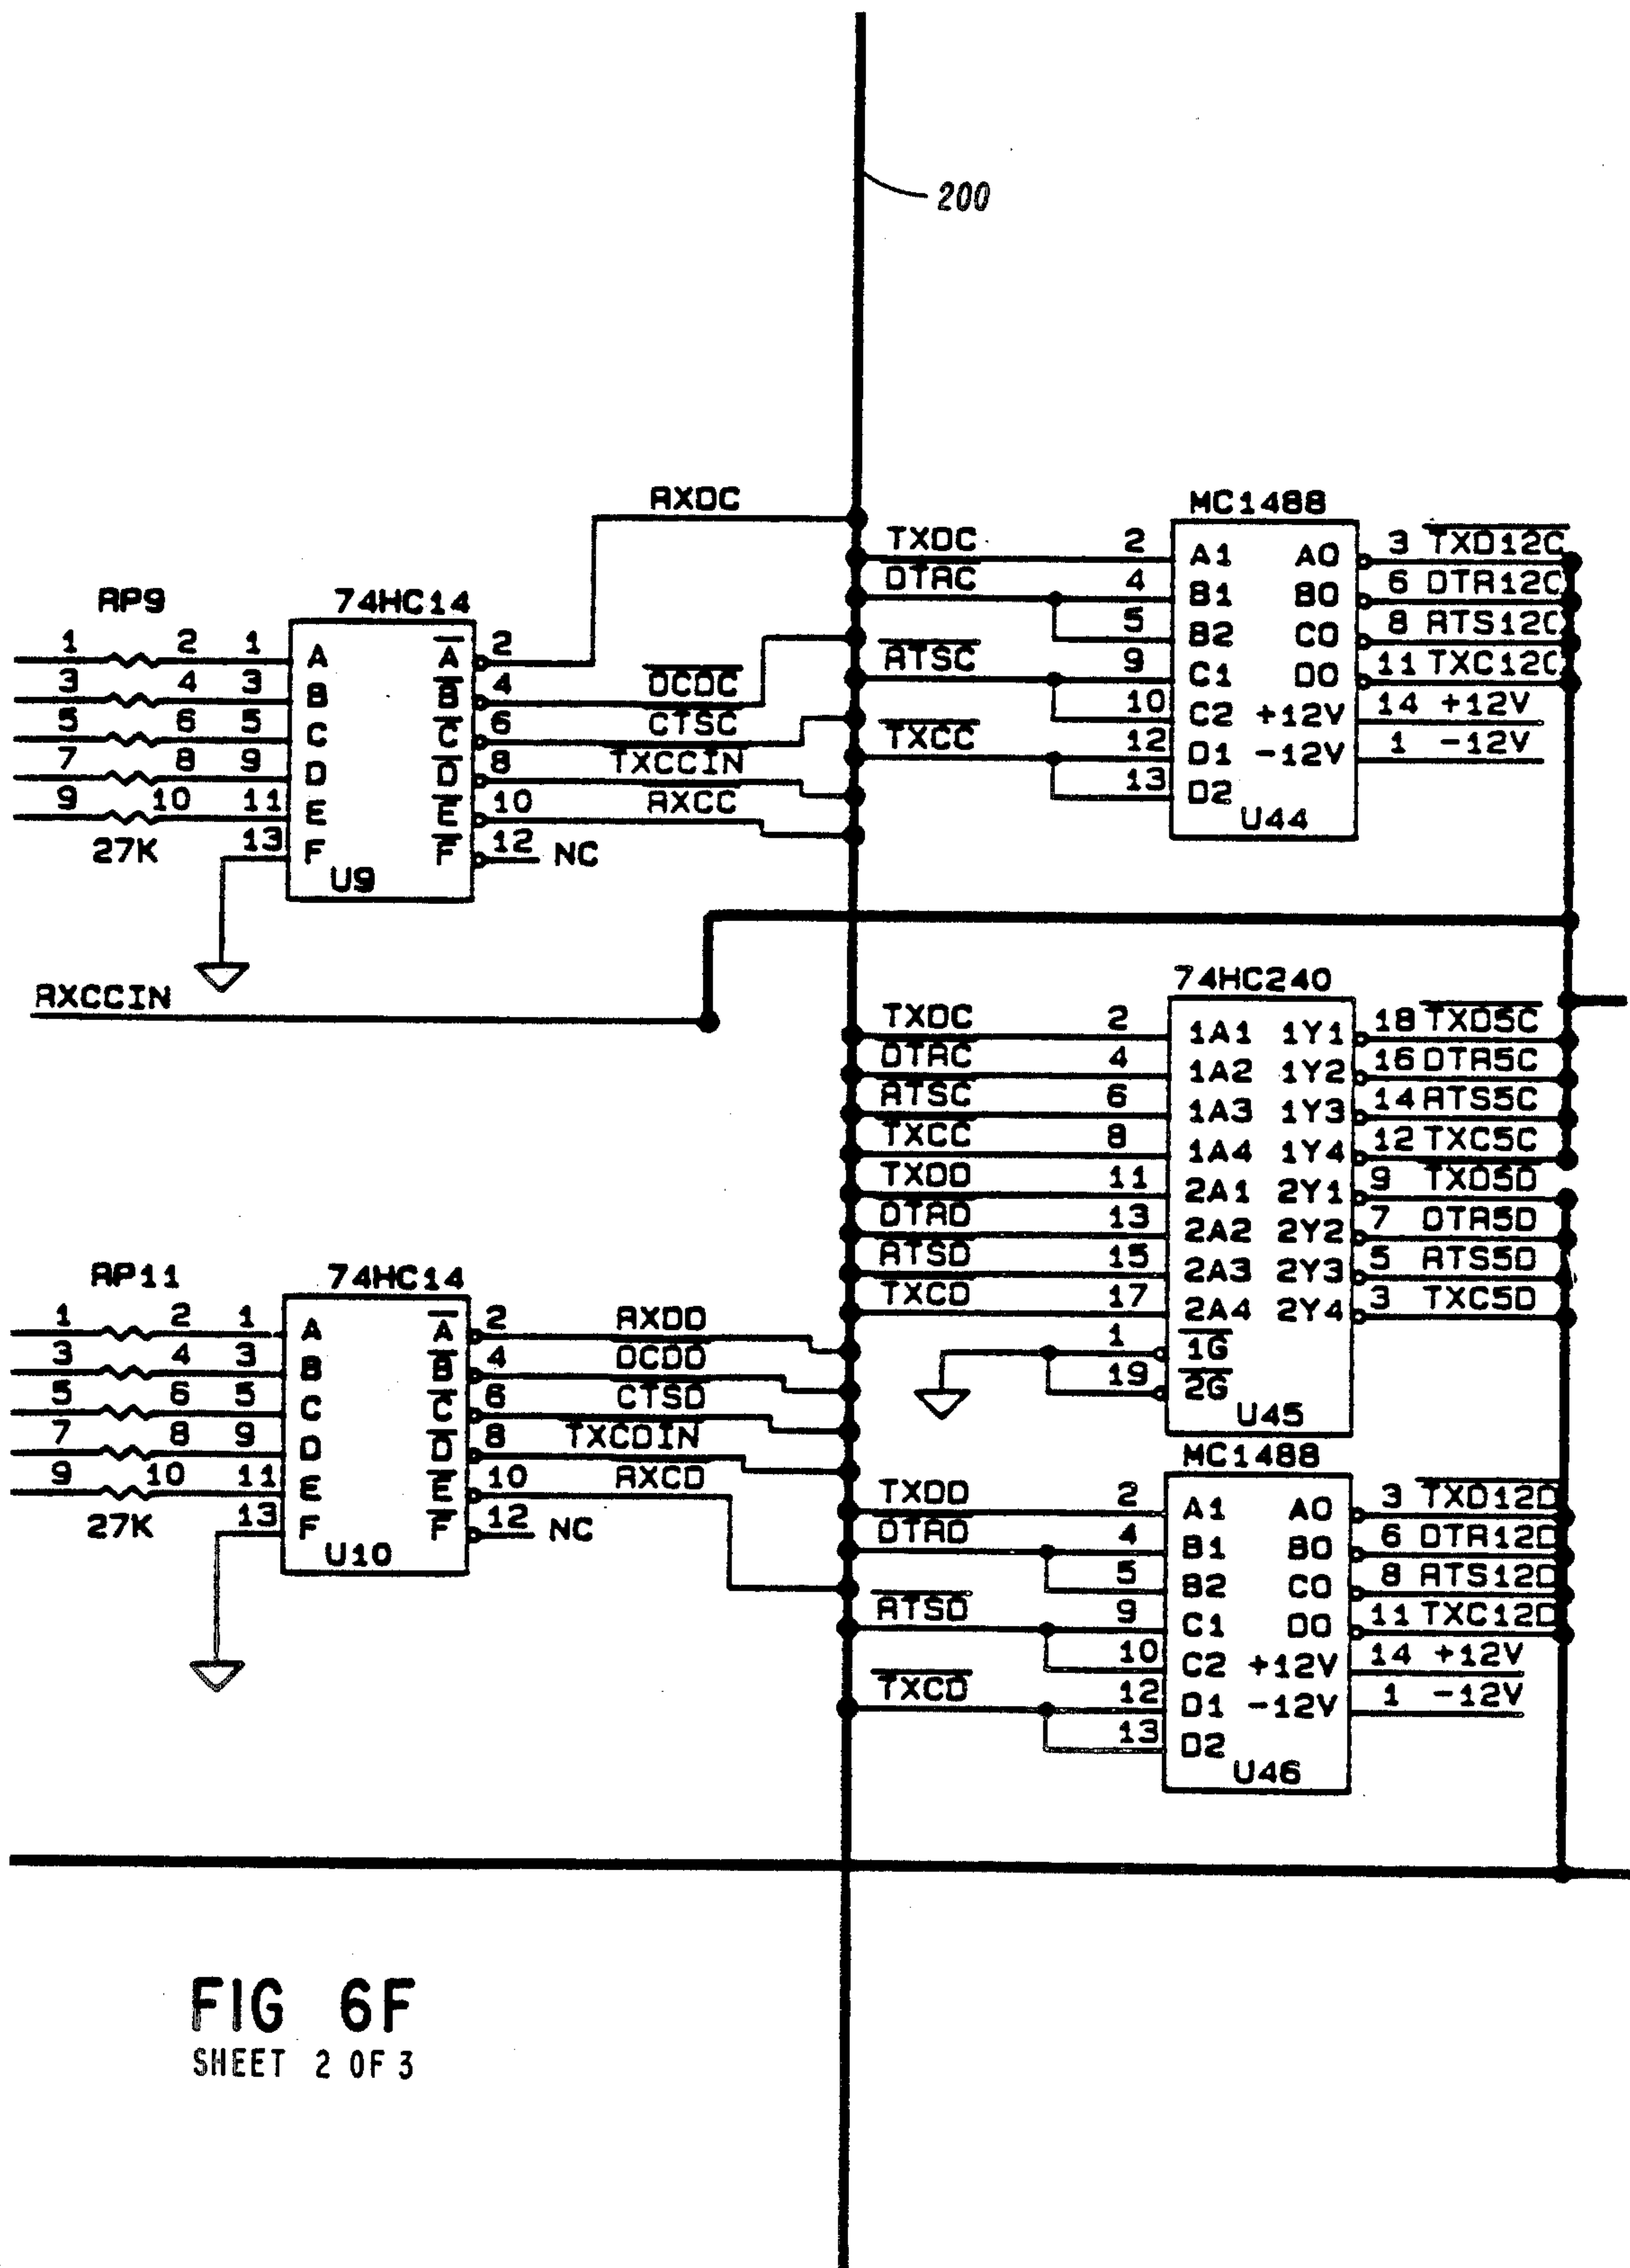 200
RXDC
MC1488
TXDC 2 A1 A0 3 TXD12C
DTRC 4 B1 B0 6 DTR12C
5 B2 C0 8 RTS12C
RTSC 9 C1 D0 11 TXC12C
10 C2 +12V 14 +12V
TXCC 12 D1 -12V 1 -12V
13 D2
U44
RP9 74HC14
1 2 1 A A 2
3 4 3 B B 4 DCDC
5 6 5 C C 6 CTSC
7 8 9 D D 8 TXCCIN
9 10 11 E E 10 RXCC
27K 13 F F 12 NC
U9
RXCCIN
74HC240
TXDC 2 1A1 1Y1 18 TXD5C
DTRC 4 1A2 1Y2 16 DTR5C
RTSC 6 1A3 1Y3 14 RTS5C
TXCC 8 1A4 1Y4 12 TXC5C
TXDD 11 2A1 2Y1 9 TXD5D
DTRD 13 2A2 2Y2 7 DTR5D
RTSD 15 2A3 2Y3 5 RTS5D
TXCD 17 2A4 2Y4 3 TXC5D
1 1G
19 2G
U45
RP11 74HC14
1 2 1 A A 2 RXDD
3 4 3 B B 4 DCDD
5 6 5 C C 6 CTSD
7 8 9 D D 8 TXCDIN
9 10 11 E E 10 RXCD
27K 13 F F 12 NC
U10
MC1488
TXDD 2 A1 A0 3 TXD12D
DTRD 4 B1 B0 6 DTR12D
5 B2 C0 8 RTS12D
RTSD 9 C1 D0 11 TXC12D
10 C2 +12V 14 +12V
TXCD 12 D1 -12V 1 -12V
13 D2
U46
FIG 6F
SHEET 2 OF 3